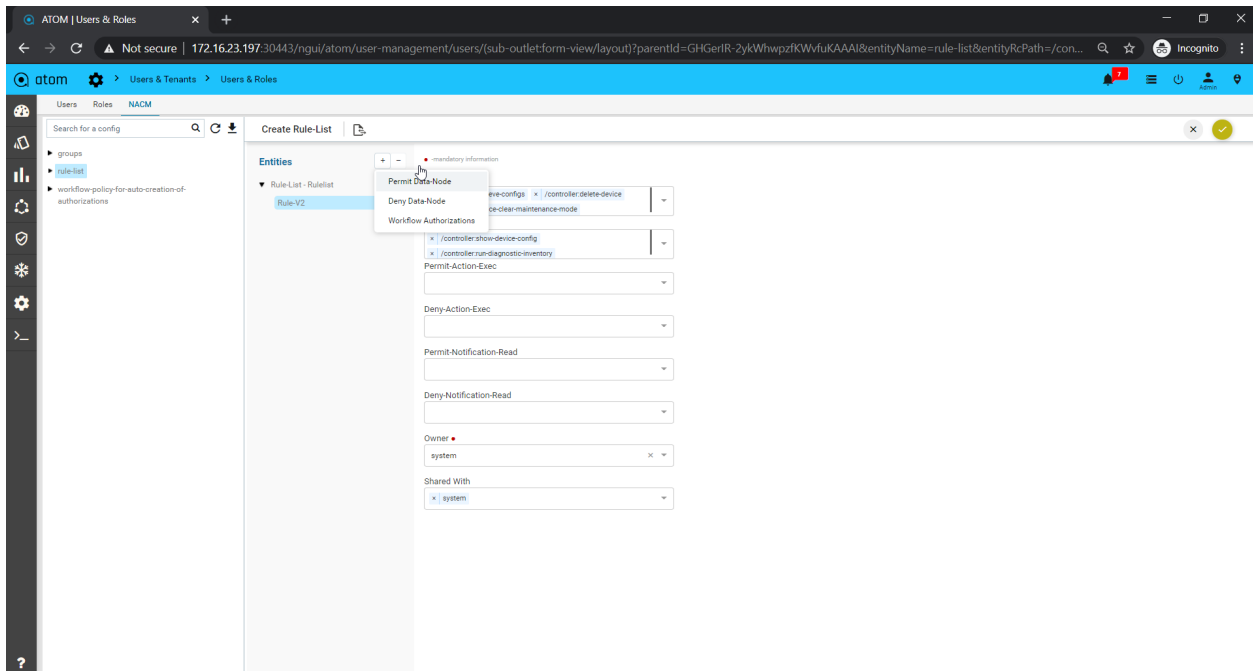 ATOM | Users & Roles
Not secure | 172.16.23.197:30443/ngui/atom/user-management/users/(sub-outlet:form-view/layout)?parentId=GHGerIR-2ykWhwpzfKWvfuKAAAI&entityName=rule-list&entityRcPath=/con...
Incognito
atom > Users & Tenants > Users & Roles
7
Admin
Users Roles NACM
Search for a config
Create Rule-List
groups
rule-list
workflow-policy-for-auto-creation-of-authorizations
Entities
+ −
-mandatory information
Rule-List - Rulelist
Rule-V2
Permit Data-Node
Deny Data-Node
Workflow Authorizations
eve-configs × /controller:delete-device
ce-clear-maintenance-mode
× /controller:show-device-config
× /controller:run-diagnostic-inventory
Permit-Action-Exec
Deny-Action-Exec
Permit-Notification-Read
Deny-Notification-Read
Owner
system
Shared With
× system
?